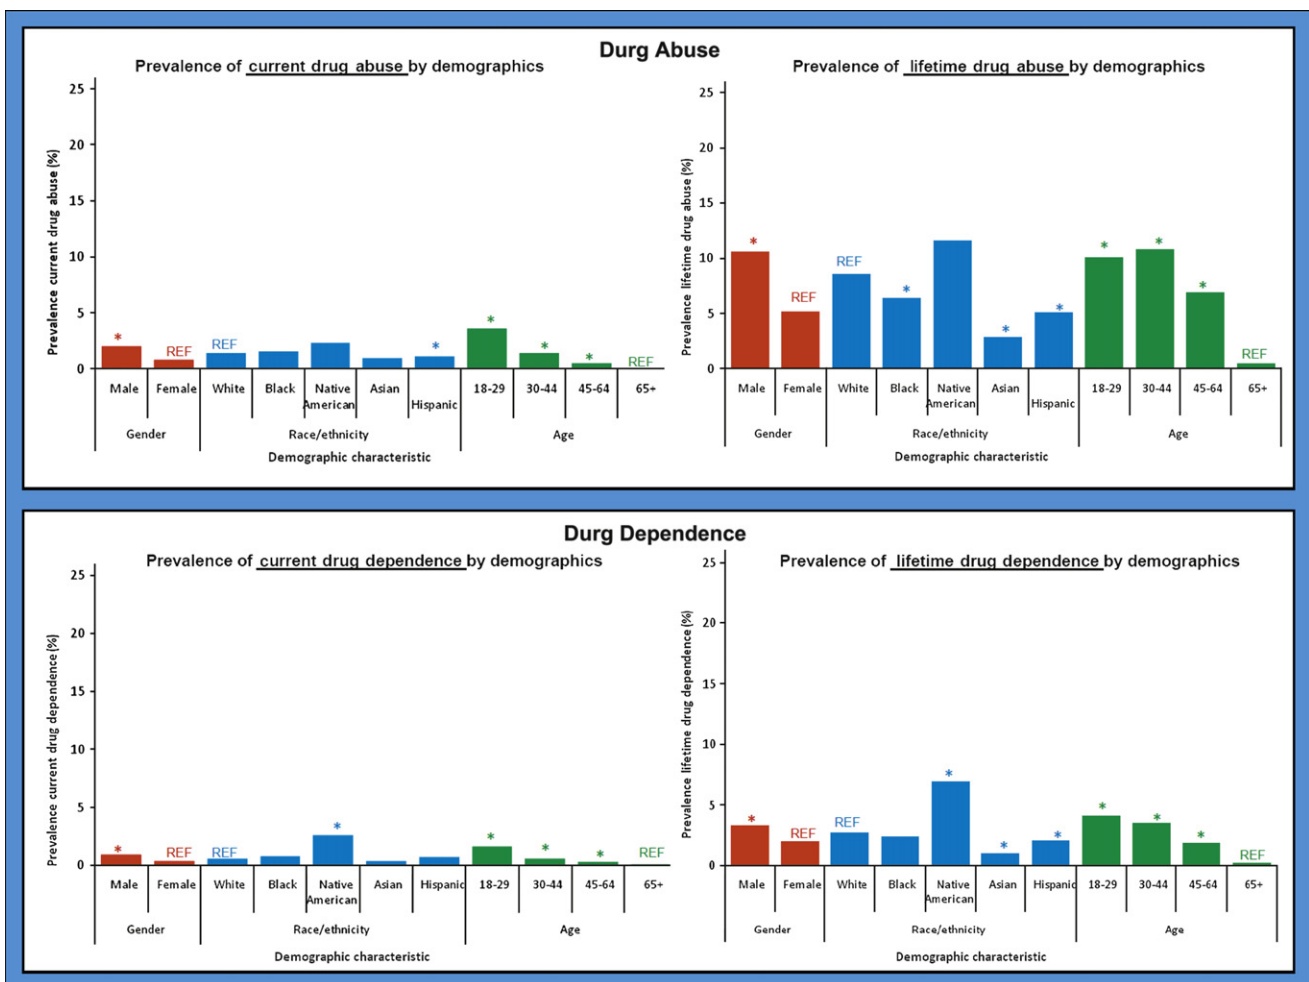 Durg Abuse
Prevalence of current drug abuse by demographics
Prevalence current drug abuse (%)
25
20
15
10
5
0
*
REF
REF
*
*
*
*
REF
Male Female White Black Native American Asian Hispanic 18-29 30-44 45-64 65+
Gender Race/ethnicity Age
Demographic characteristic
Prevalence of lifetime drug abuse by demographics
Prevalence lifetime drug abuse (%)
25
20
15
10
5
0
*
REF
REF
*
*
*
*
*
*
REF
Male Female White Black Native American Asian Hispanic 18-29 30-44 45-64 65+
Gender Race/ethnicity Age
Demographic characteristic
Durg Dependence
Prevalence of current drug dependence by demographics
Prevalence current drug dependence (%)
25
20
15
10
5
0
*
REF
REF
*
*
*
*
REF
Male Female White Black Native American Asian Hispanic 18-29 30-44 45-64 65+
Gender Race/ethnicity Age
Demographic characteristic
Prevalence of lifetime drug dependence by demographics
Prevalence lifetime drug dependence (%)
25
20
15
10
5
0
*
REF
REF
*
*
*
*
*
*
REF
Male Female White Black Native American Asian Hispanic 18-29 30-44 45-64 65+
Gender Race/ethnicity Age
Demographic characteristic